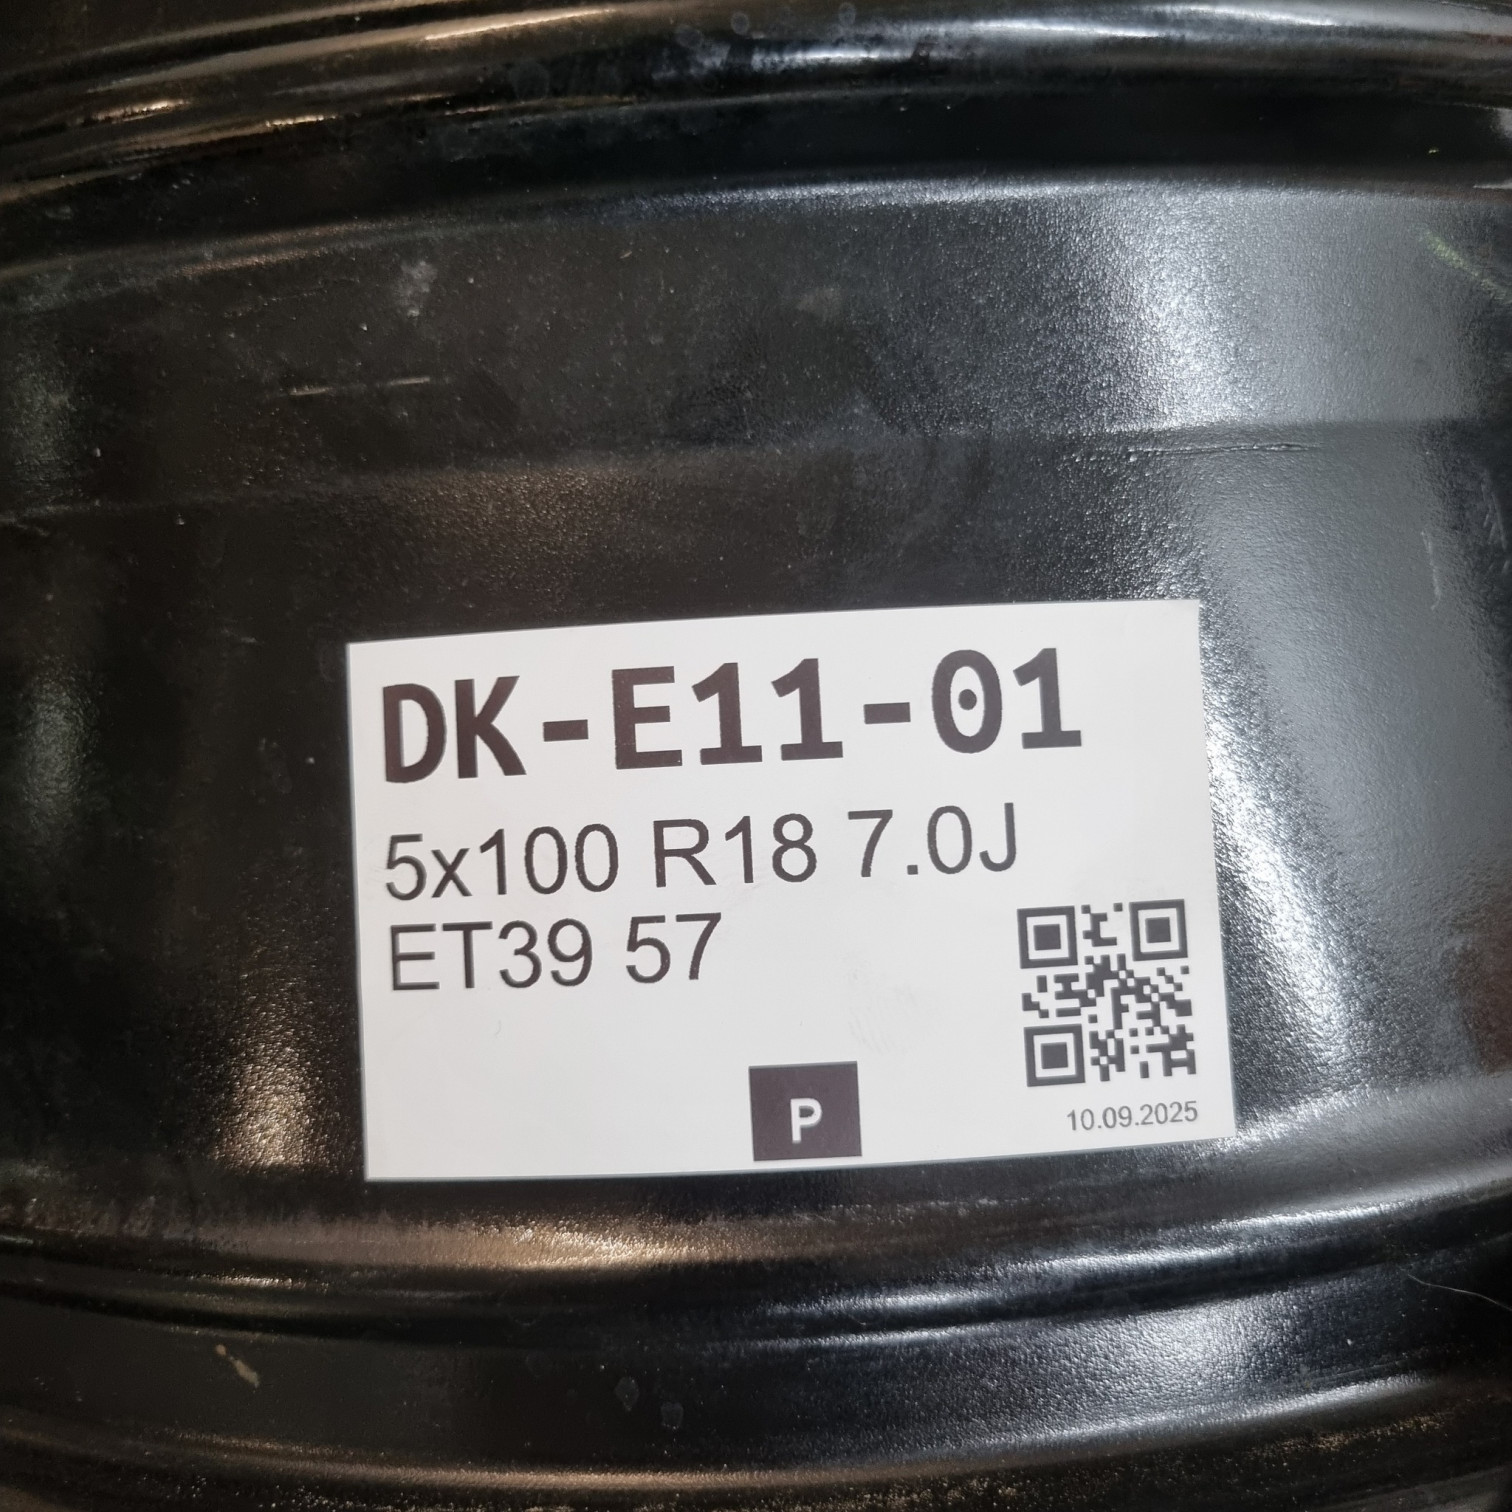 DK-E11-01
5x100 R18 7.0J
ET39 57
P
10.09.2025